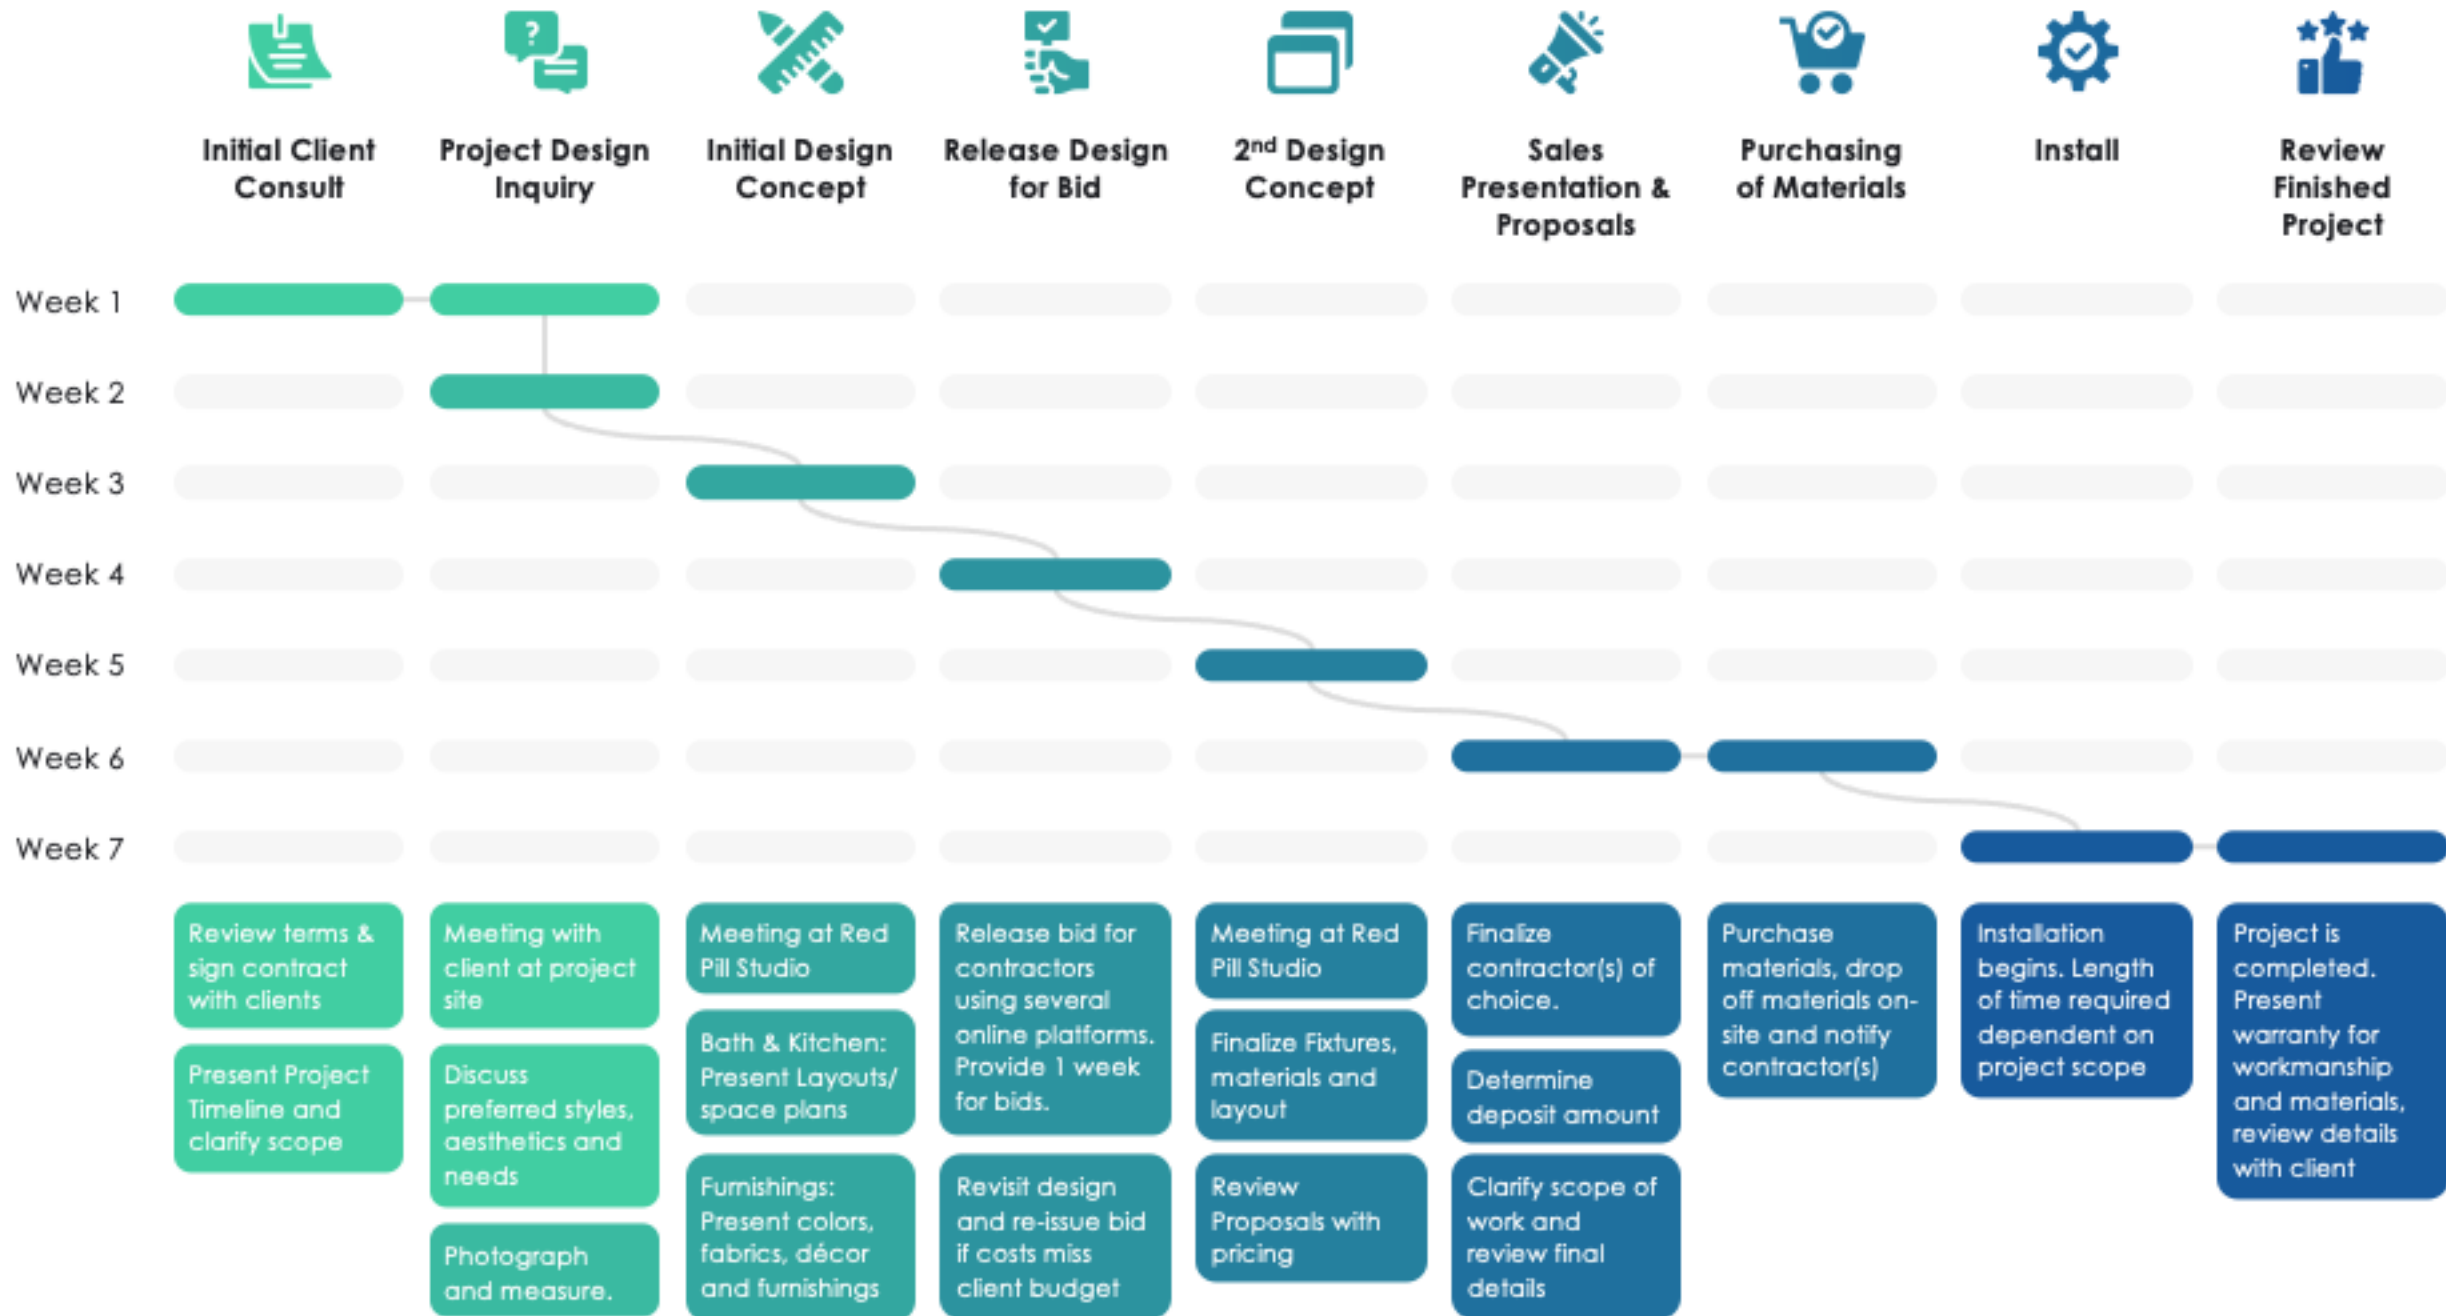 ?
Initial Client
Consult
Project Design
Inquiry
Initial Design
Concept
Release Design
for Bid
2nd Design
Concept
Sales
Presentation &
Proposals
Purchasing
of Materials
Install
Review
Finished
Project
Week 1
Week 2
Week 3
Week 4
Week 5
Week 6
Week 7
Review terms &
sign contract
with clients
Present Project
Timeline and
clarify scope
Meeting with
client at project
site
Discuss
preferred styles,
aesthetics and
needs
Photograph
and measure.
Meeting at Red
Pill Studio
Bath & Kitchen:
Present Layouts/
space plans
Furnishings:
Present colors,
fabrics, décor
and furnishings
Release bid for
contractors
using several
online platforms.
Provide 1 week
for bids.
Revisit design
and re-issue bid
if costs miss
client budget
Meeting at Red
Pill Studio
Finalize Fixtures,
materials and
layout
Review
Proposals with
pricing
Finalize
contractor(s) of
choice.
Determine
deposit amount
Clarify scope of
work and
review final
details
Purchase
materials, drop
off materials on-
site and notify
contractor(s)
Installation
begins. Length
of time required
dependent on
project scope
Project is
completed.
Present
warranty for
workmanship
and materials,
review details
with client